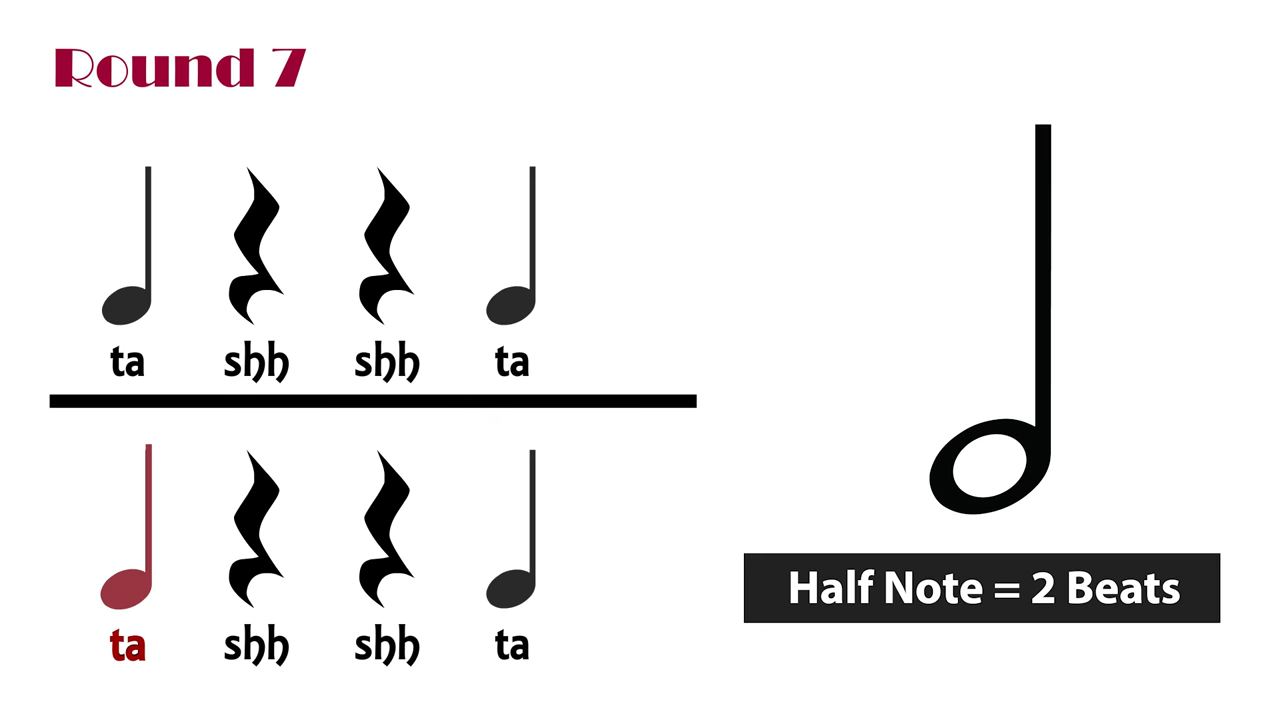 Round 7
ta shh shh ta
ta shh shh ta
Half Note = 2 Beats